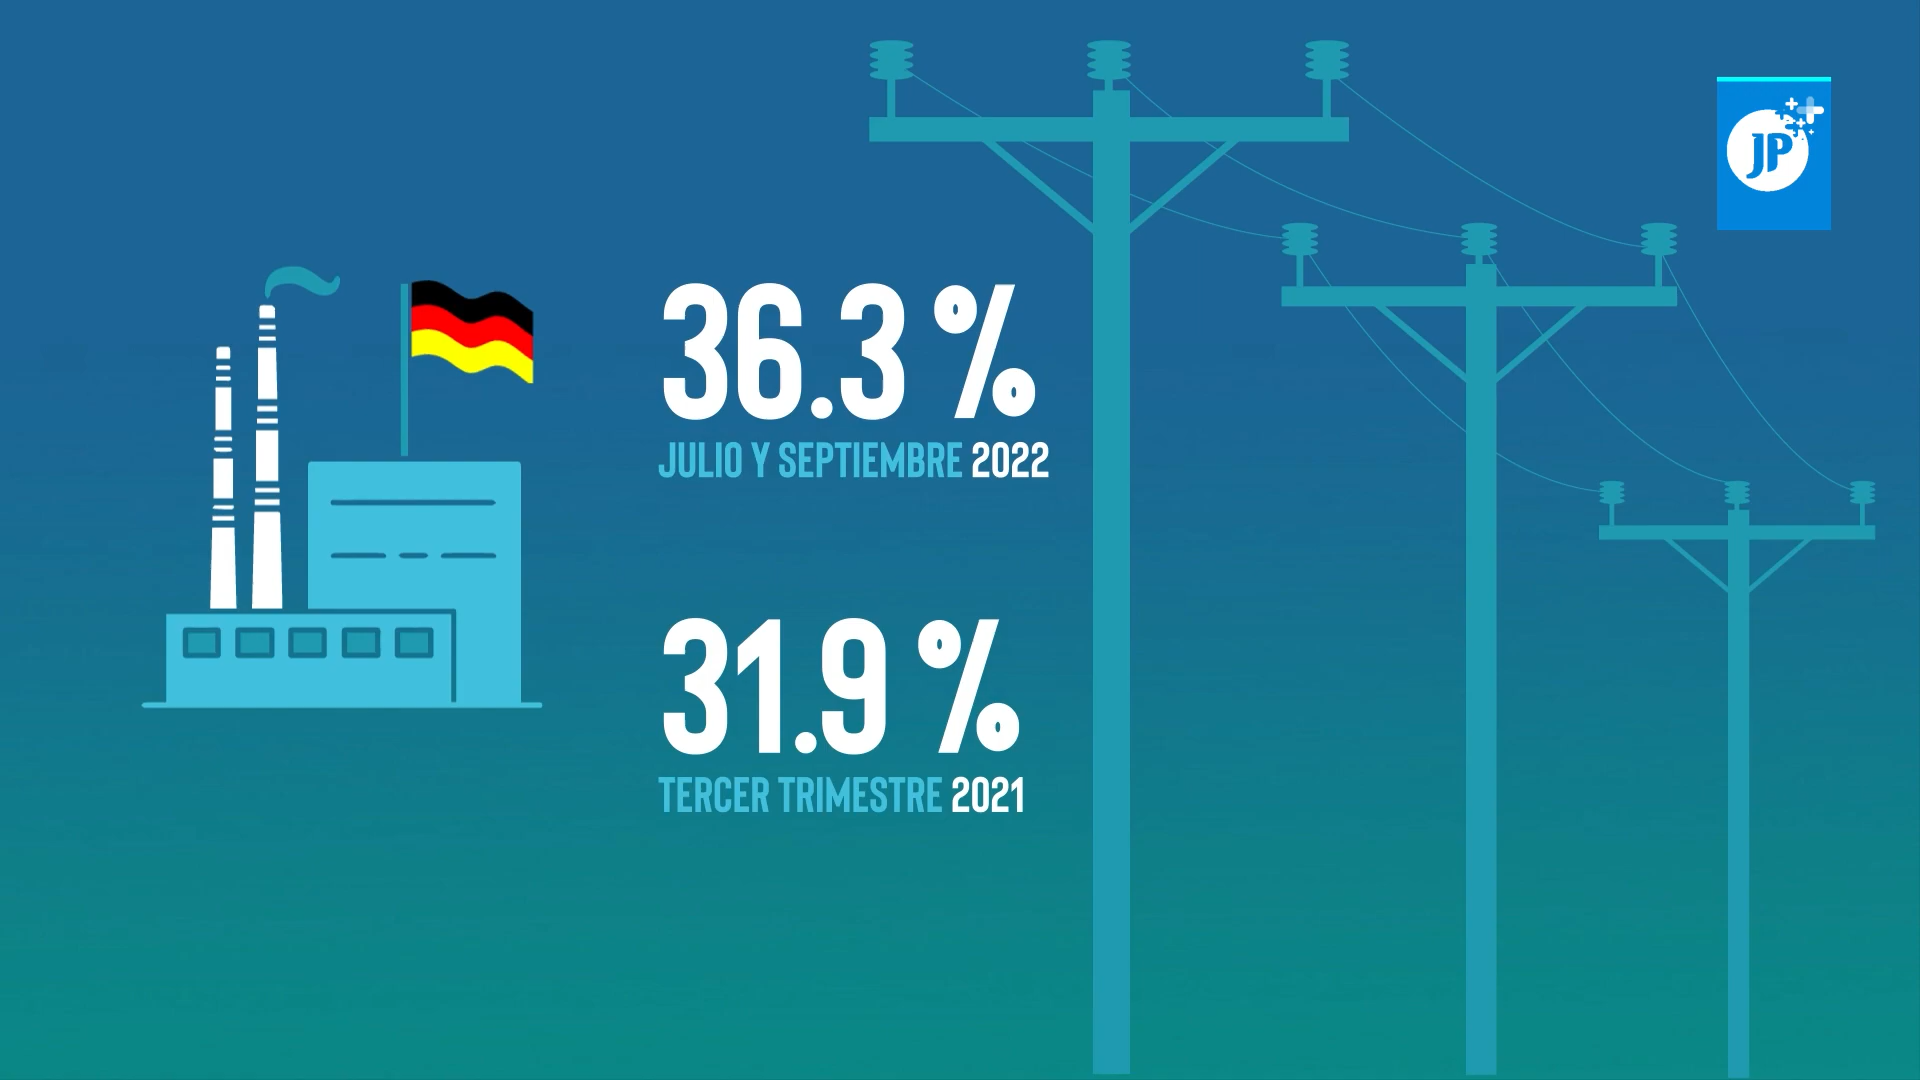 JP
36.3 %
JULIO Y SEPTIEMBRE 2022
31.9 %
TERCER TRIMESTRE 2021